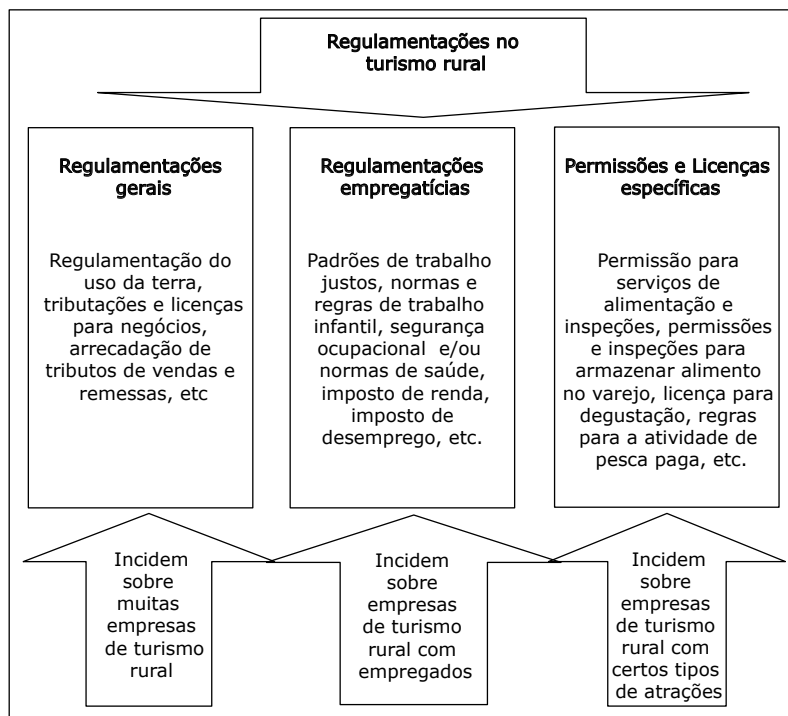 Regulamentações no
turismo rural
Regulamentações
gerais
Regulamentação do
uso da terra,
tributações e licenças
para negócios,
arrecadação de
tributos de vendas e
remessas, etc
Regulamentações
empregatícias
Padrões de trabalho
justos, normas e
regras de trabalho
infantil, segurança
ocupacional e/ou
normas de saúde,
imposto de renda,
imposto de
desemprego, etc.
Permissões e Licenças
específicas
Permissão para
serviços de
alimentação e
inspeções, permissões
e inspeções para
armazenar alimento
no varejo, licença para
degustação, regras
para a atividade de
pesca paga, etc.
Incidem
sobre
muitas
empresas
de turismo
rural
Incidem
sobre
empresas
de turismo
rural com
empregados
Incidem
sobre
empresas
de turismo
rural com
certos tipos
de atrações